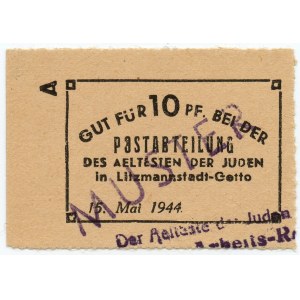 A
GUT FÜR 10 PF. BEI DER
POSTABTEILUNG
DES AELTESTEN DER JUDEN
in Litzmannstadt-Getto
15. Mai 1944
MUSTER
Der Aelteste der Juden
Arbeits-R